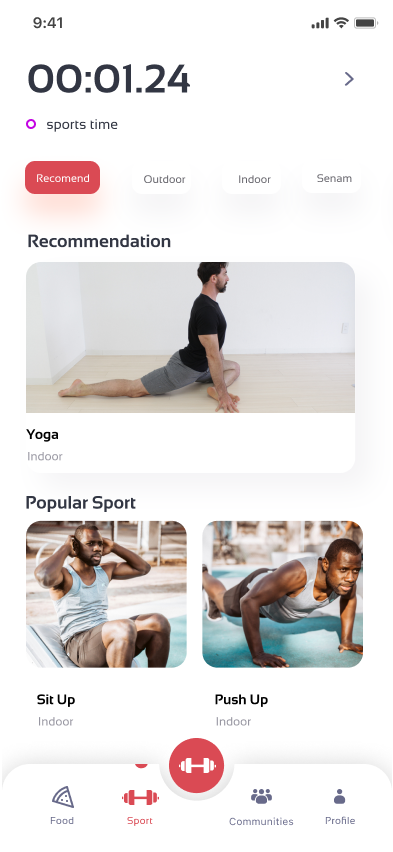 9:41
00:01.24
sports time
Recomend
Outdoor
Indoor
Senam
Recommendation
Yoga
Indoor
Popular Sport
Sit Up
Push Up
Indoor
Indoor
Food
Sport
Communities
Profile